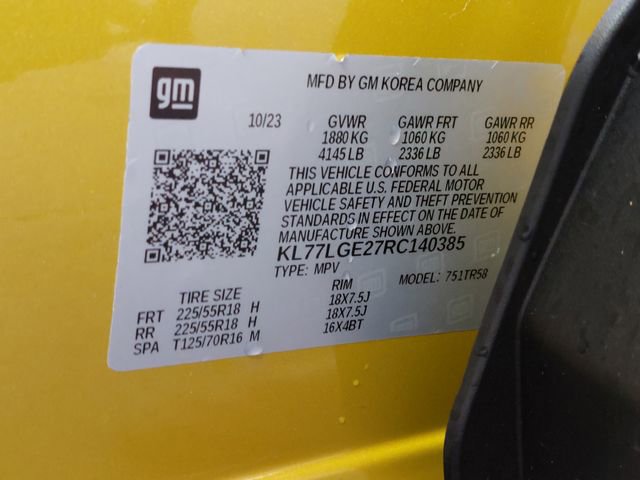 gm
MFD BY GM KOREA COMPANY
10/23 GVWR GAWR FRT GAWR RR
1880 KG 1060 KG 1060 KG
4145 LB 2336 LB 2336 LB
THIS VEHICLE CONFORMS TO ALL
APPLICABLE U.S. FEDERAL MOTOR
VEHICLE SAFETY AND THEFT PREVENTION
STANDARDS IN EFFECT ON THE DATE OF
MANUFACTURE SHOWN ABOVE.
KL77LGE27RC140385
TYPE: MPV MODEL: 751TR58
TIRE SIZE RIM
FRT 225/55R18 H 18X7.5J
RR 225/55R18 H 18X7.5J
SPA T125/70R16 M 16X4BT